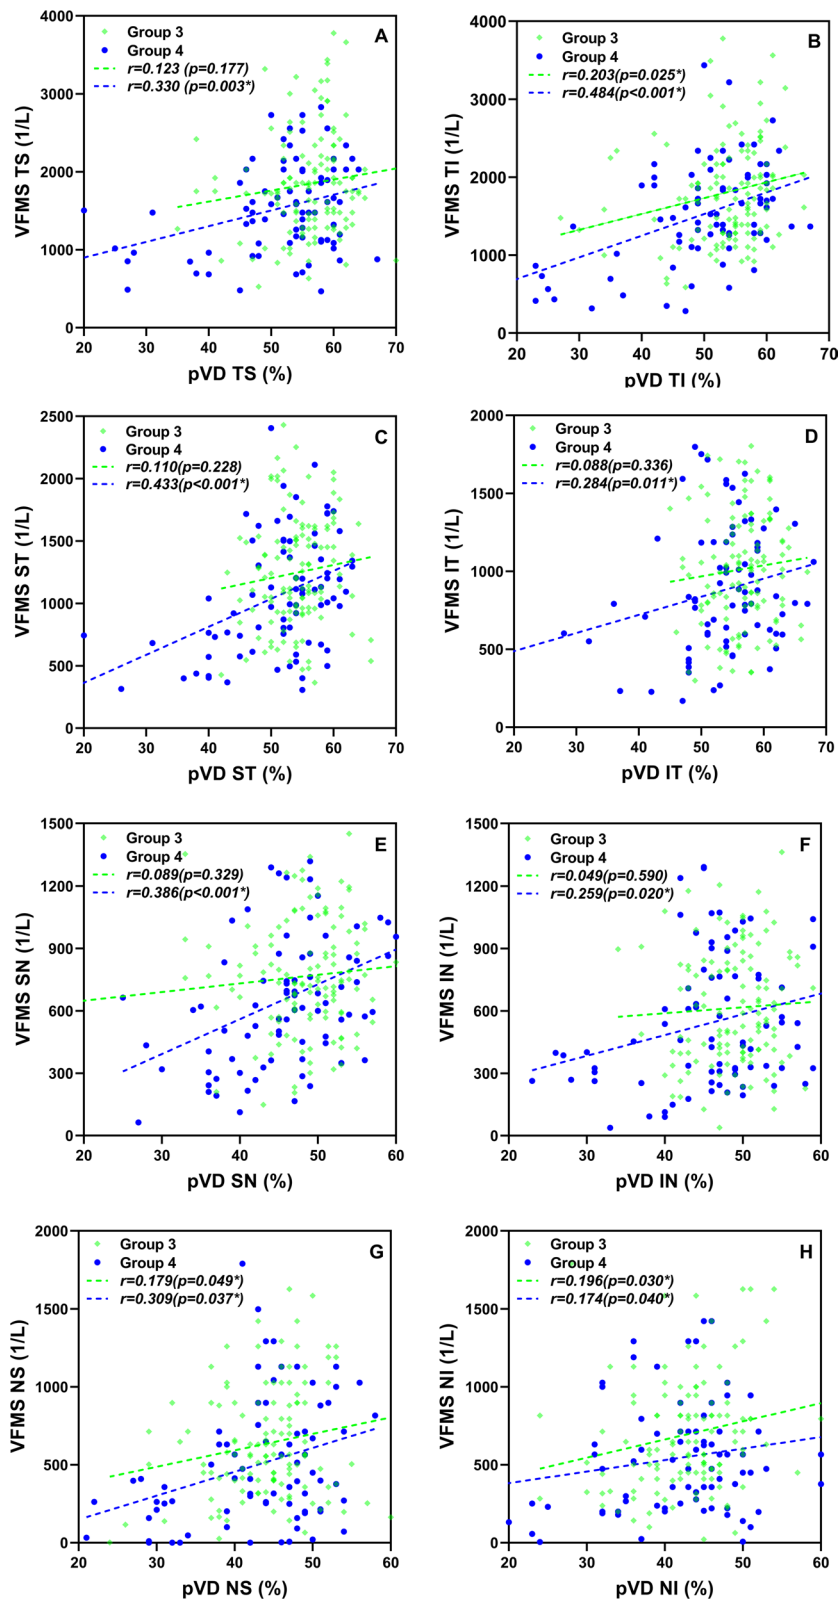 A
Group 3
Group 4
r=0.123 (p=0.177)
r=0.330 (p=0.003*)
VFMS TS (1/L)
4000
3000
2000
1000
0
20 30 40 50 60 70
pVD TS (%)
B
Group 3
Group 4
r=0.203(p=0.025*)
r=0.484(p<0.001*)
VFMS TI (1/L)
4000
3000
2000
1000
0
20 30 40 50 60 70
pVD TI (%)
C
Group 3
Group 4
r=0.110(p=0.228)
r=0.433(p<0.001*)
VFMS ST (1/L)
2500
2000
1500
1000
500
0
20 30 40 50 60 70
pVD ST (%)
D
Group 3
Group 4
r=0.088(p=0.336)
r=0.284(p=0.011*)
VFMS IT (1/L)
2000
1500
1000
500
0
20 30 40 50 60 70
pVD IT (%)
E
Group 3
Group 4
r=0.089(p=0.329)
r=0.386(p<0.001*)
VFMS SN (1/L)
1500
1200
900
600
300
0
20 30 40 50 60
pVD SN (%)
F
Group 3
Group 4
r=0.049(p=0.590)
r=0.259(p=0.020*)
VFMS IN (1/L)
1500
1200
900
600
300
0
20 30 40 50 60
pVD IN (%)
G
Group 3
Group 4
r=0.179(p=0.049*)
r=0.309(p=0.037*)
VFMS NS (1/L)
2000
1500
1000
500
0
20 30 40 50 60
pVD NS (%)
H
Group 3
Group 4
r=0.196(p=0.030*)
r=0.174(p=0.040*)
VFMS NI (1/L)
2000
1500
1000
500
0
20 30 40 50 60
pVD NI (%)